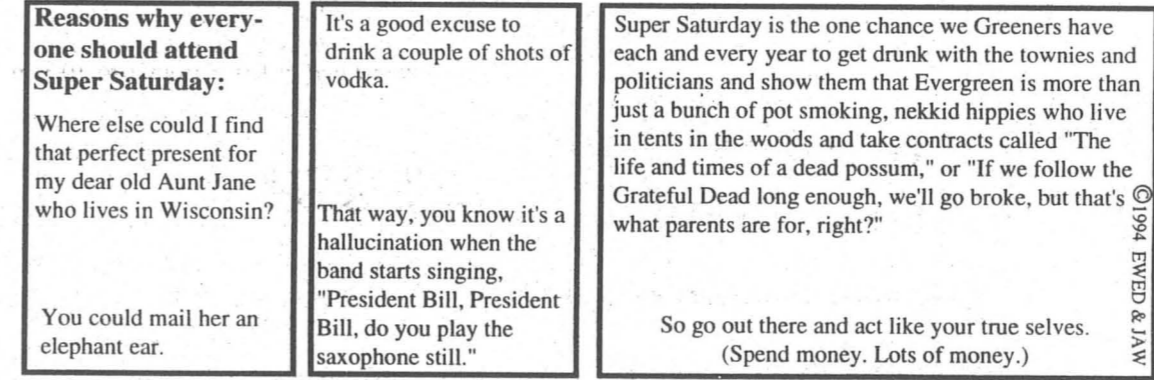 Reasons why every-
one should attend
Super Saturday:
Where else could I find
that perfect present for
my dear old Aunt Jane
who lives in Wisconsin?
You could mail her an
elephant ear.
It's a good excuse to
drink a couple of shots of
vodka.
That way, you know it's a
hallucination when the
band starts singing,
"President Bill, President
Bill, do you play the
saxophone still."
Super Saturday is the one chance we Greeners have
each and every year to get drunk with the townies and
politicians and show them that Evergreen is more than
just a bunch of pot smoking, nekkid hippies who live
in tents in the woods and take contracts called "The
life and times of a dead possum," or "If we follow the
Grateful Dead long enough, we'll go broke, but that's
what parents are for, right?"
So go out there and act like your true selves.
(Spend money. Lots of money.)
©1994 EWED & JAW